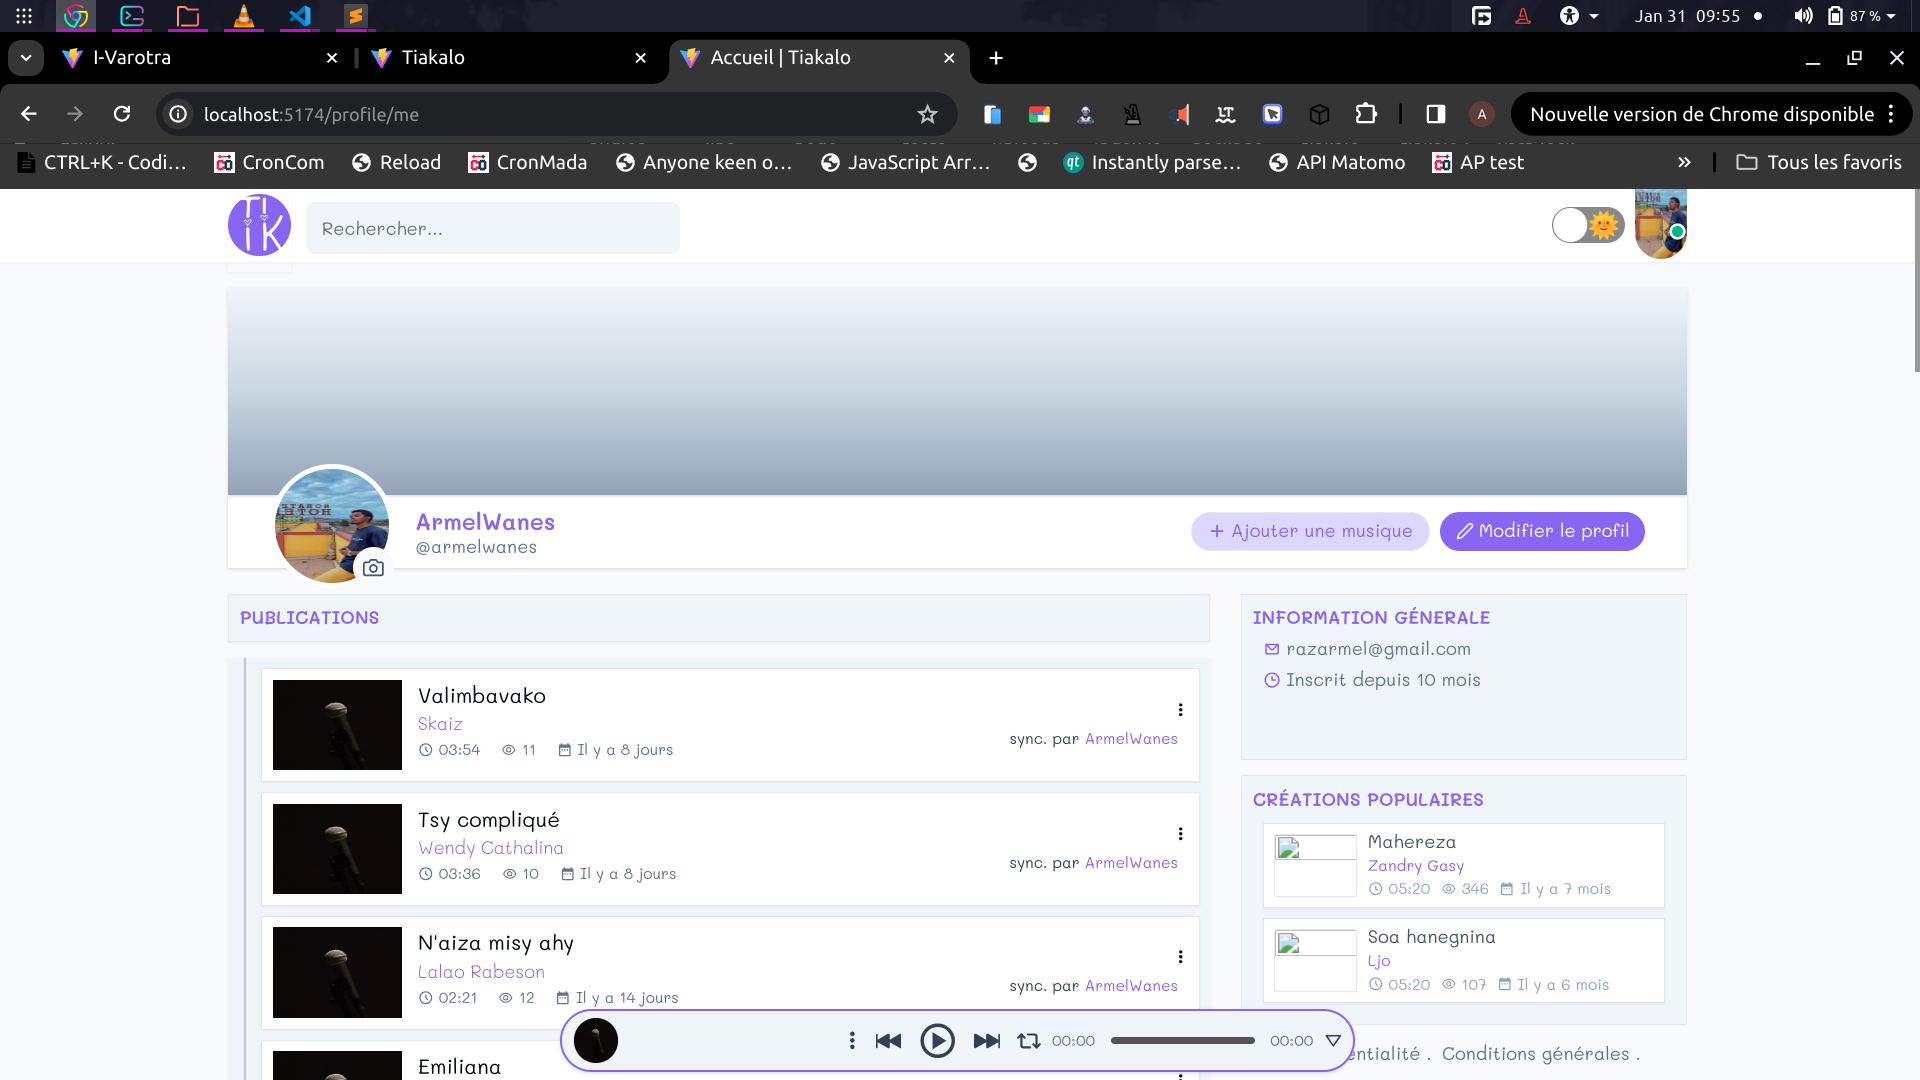 Jan 31 09:55
87 %
I-Varotra
Tiakalo
Accueil | Tiakalo
localhost:5174/profile/me
A
Nouvelle version de Chrome disponible
CTRL+K - Codi...
CronCom
Reload
CronMada
Anyone keen o...
JavaScript Arr...
qt
Instantly parse...
API Matomo
AP test
Tous les favoris
TI
IK
Rechercher...
ArmelWanes
@armelwanes
+ Ajouter une musique
Modifier le profil
PUBLICATIONS
Valimbavako
Skaiz
03:54 11 Il y a 8 jours
sync. par ArmelWanes
Tsy compliqué
Wendy Cathalina
03:36 10 Il y a 8 jours
sync. par ArmelWanes
N'aiza misy ahy
Lalao Rabeson
02:21 12 Il y a 14 jours
sync. par ArmelWanes
Emiliana
INFORMATION GÉNERALE
razarmel@gmail.com
Inscrit depuis 10 mois
CRÉATIONS POPULAIRES
Mahereza
Zandry Gasy
05:20 346 Il y a 7 mois
Soa hanegnina
Ljo
05:20 107 Il y a 6 mois
entialité . Conditions générales .
00:00
00:00